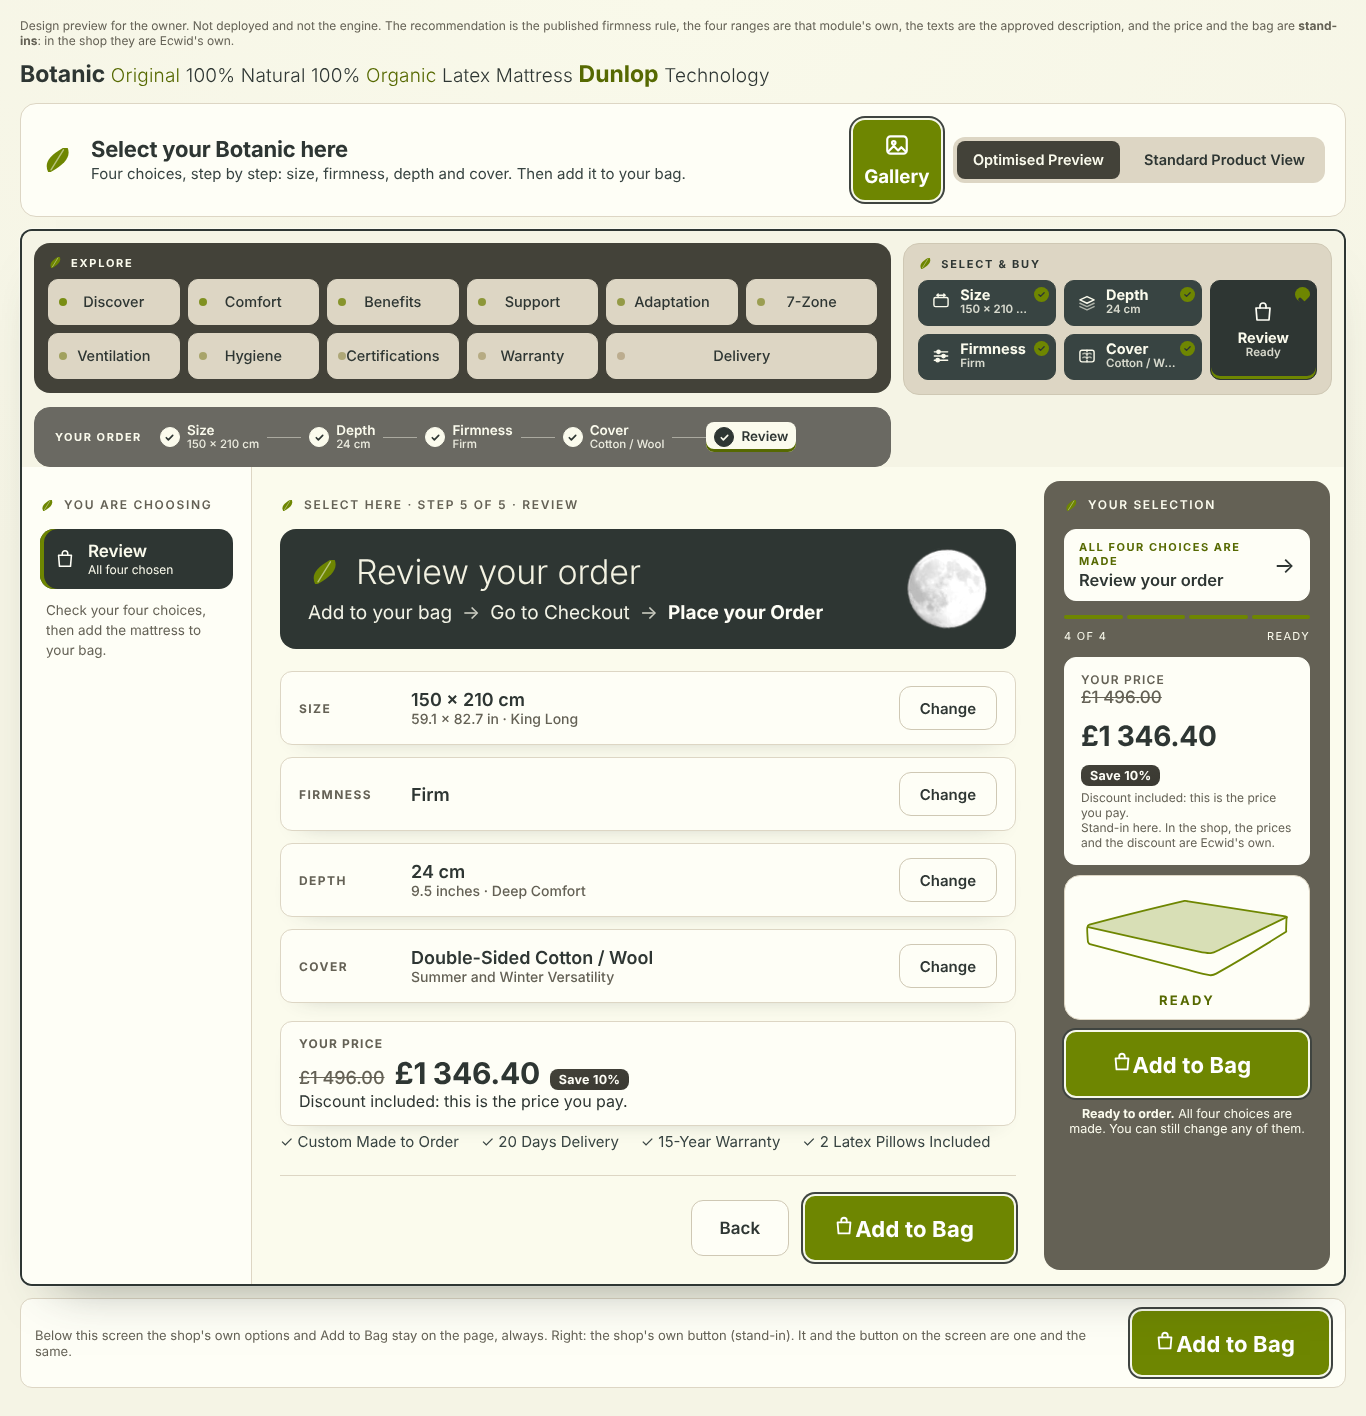 Design preview for the owner. Not deployed and not the engine. The recommendation is the published firmness rule, the four ranges are that module's own, the texts are the approved description, and the price and the bag are stand-
ins: in the shop they are Ecwid's own.
Botanic Original 100% Natural 100% Organic Latex Mattress Dunlop Technology
Select your Botanic here
Four choices, step by step: size, firmness, depth and cover. Then add it to your bag.
Gallery
Optimised Preview
Standard Product View
EXPLORE
Discover
Comfort
Benefits
Support
Adaptation
7-Zone
Ventilation
Hygiene
Certifications
Warranty
Delivery
SELECT & BUY
Size
150 × 210 ...
Depth
24 cm
Firmness
Firm
Cover
Cotton / W...
Review
Ready
YOUR ORDER
Size
150 × 210 cm
Depth
24 cm
Firmness
Firm
Cover
Cotton / Wool
Review
YOU ARE CHOOSING
Review
All four chosen
Check your four choices,
then add the mattress to
your bag.
SELECT HERE · STEP 5 OF 5 · REVIEW
Review your order
Add to your bag → Go to Checkout → Place your Order
SIZE
150 × 210 cm
59.1 × 82.7 in · King Long
Change
FIRMNESS
Firm
Change
DEPTH
24 cm
9.5 inches · Deep Comfort
Change
COVER
Double-Sided Cotton / Wool
Summer and Winter Versatility
Change
YOUR PRICE
£1 496.00 £1 346.40 Save 10%
Discount included: this is the price you pay.
✓ Custom Made to Order ✓ 20 Days Delivery ✓ 15-Year Warranty ✓ 2 Latex Pillows Included
Back
Add to Bag
YOUR SELECTION
ALL FOUR CHOICES ARE
MADE
Review your order →
4 OF 4
READY
YOUR PRICE
£1 496.00
£1 346.40
Save 10%
Discount included: this is the price
you pay.
Stand-in here. In the shop, the prices
and the discount are Ecwid's own.
READY
Add to Bag
Ready to order. All four choices are
made. You can still change any of them.
Below this screen the shop's own options and Add to Bag stay on the page, always. Right: the shop's own button (stand-in). It and the button on the screen are one and the
same.
Add to Bag